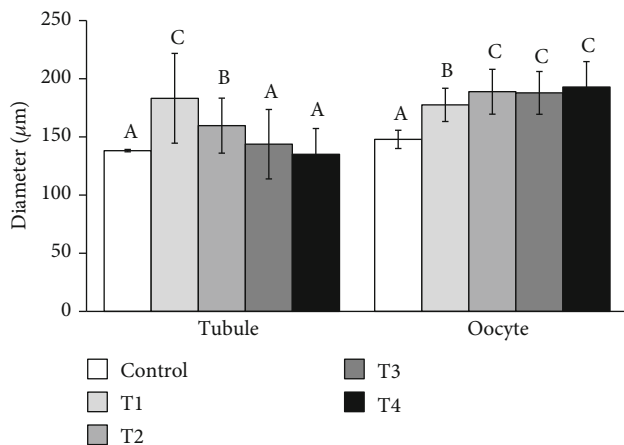 250
200
150
100
50
0
Diameter (μm)
A
C
B
A
A
A
B
C
C
C
Tubule
Oocyte
Control
T1
T2
T3
T4